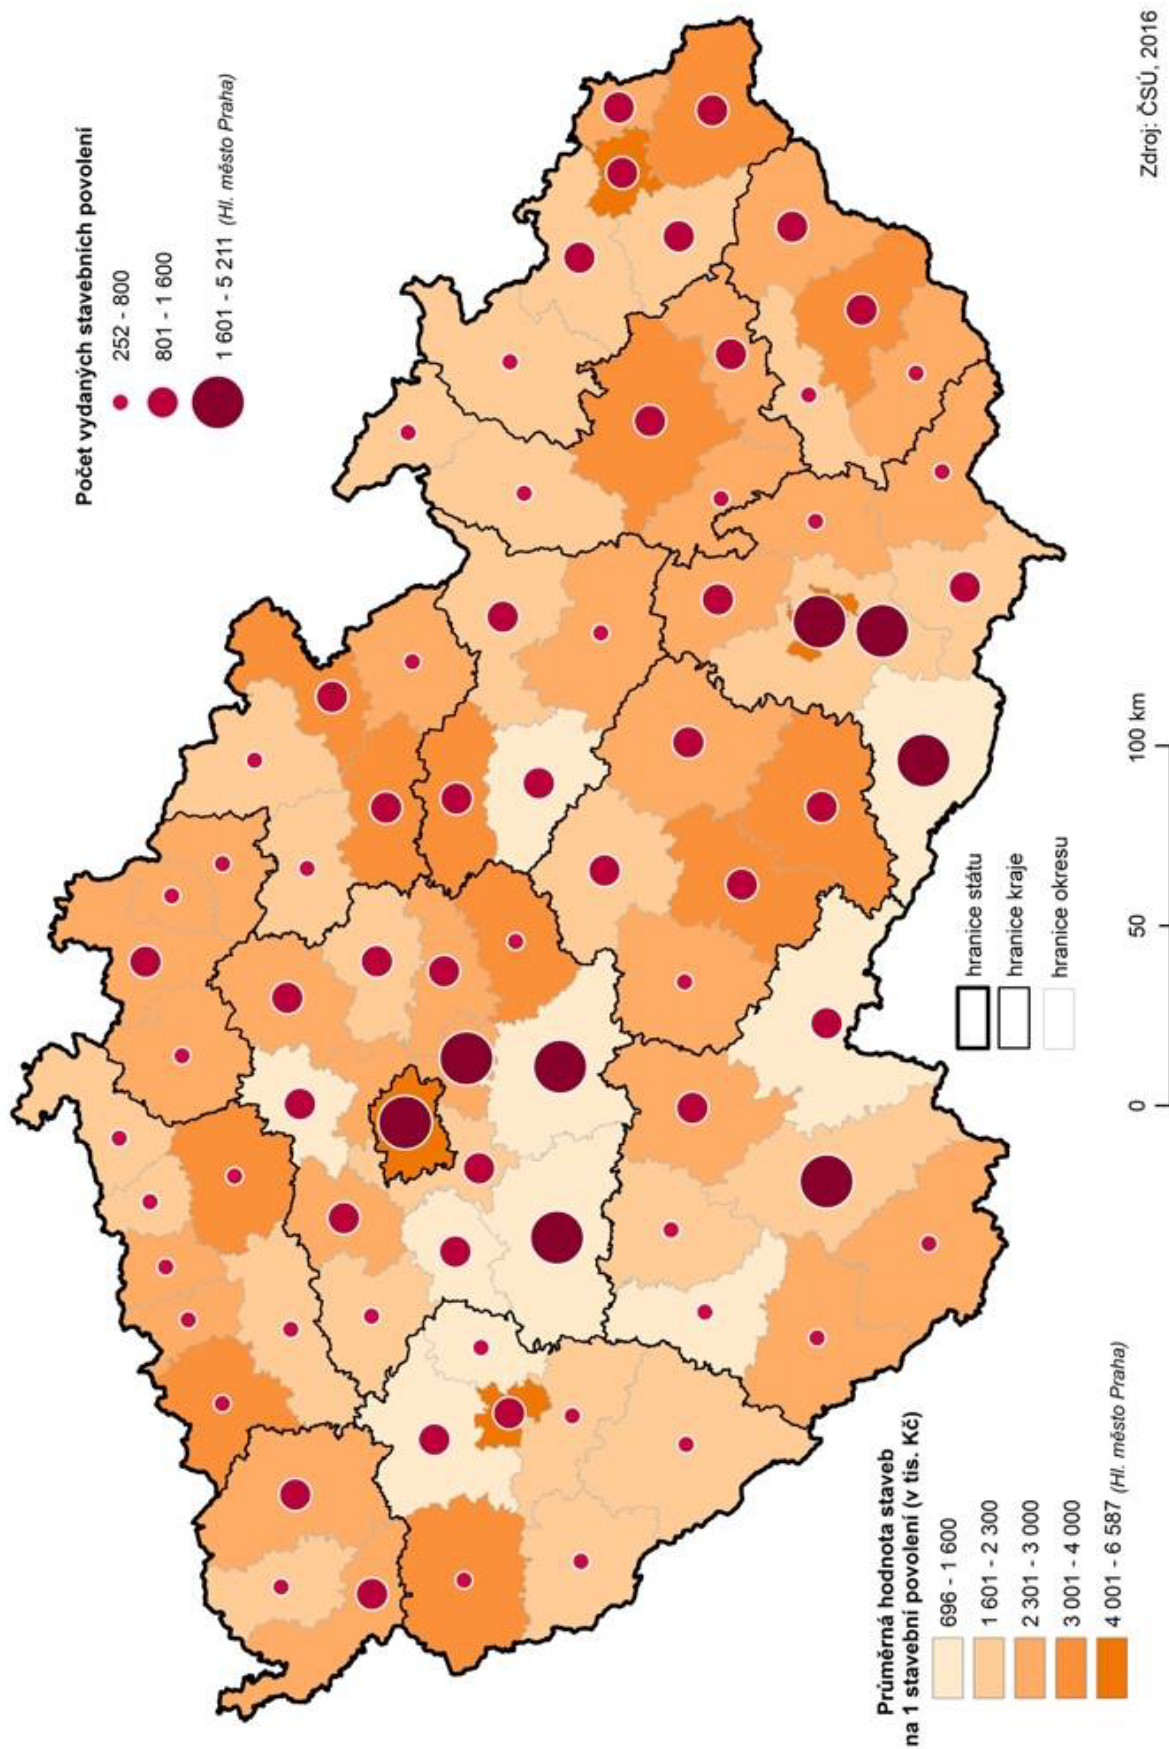 Počet vydaných stavebních povolení
252 - 800
801 - 1 600
1 601 - 5 211 (Hl. město Praha)
Průměrná hodnota staveb
na 1 stavební povolení (v tis. Kč)
696 - 1 600
1 601 - 2 300
2 301 - 3 000
3 001 - 4 000
4 001 - 6 587 (Hl. město Praha)
hranice státu
hranice kraje
hranice okresu
0 50 100 km
Zdroj: ČSÚ, 2016